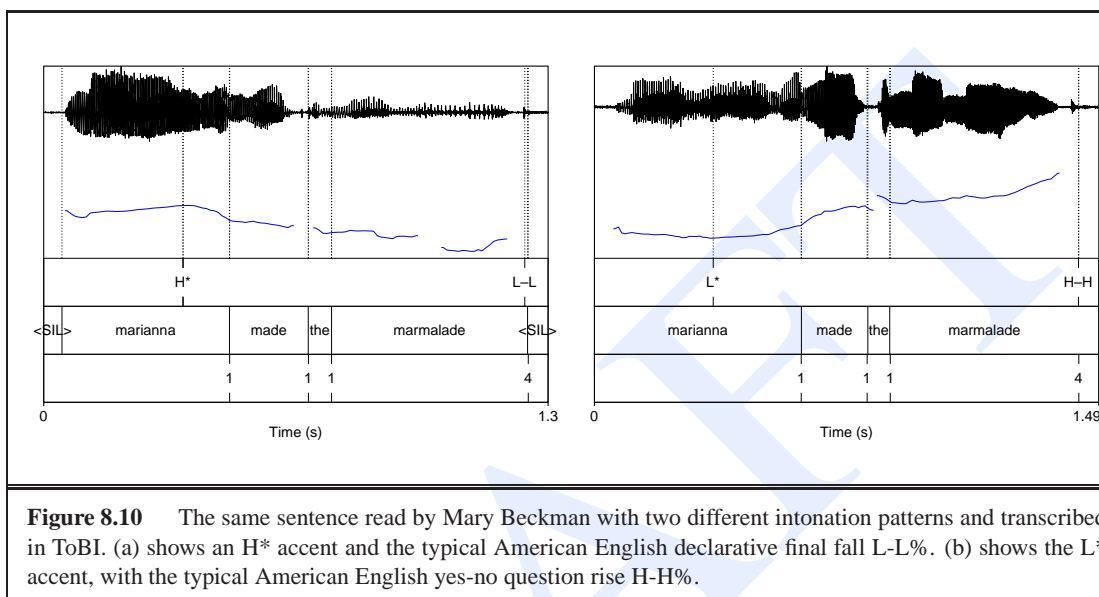 H* L–L
<SIL> marianna made the marmalade <SIL>
1 1 1 4
0 1.3
Time (s)
L* H–H
marianna made the marmalade
1 1 1 4
0 1.49
Time (s)
Figure 8.10 The same sentence read by Mary Beckman with two different intonation patterns and transcribed
in ToBI. (a) shows an H* accent and the typical American English declarative final fall L-L%. (b) shows the L*
accent, with the typical American English yes-no question rise H-H%.